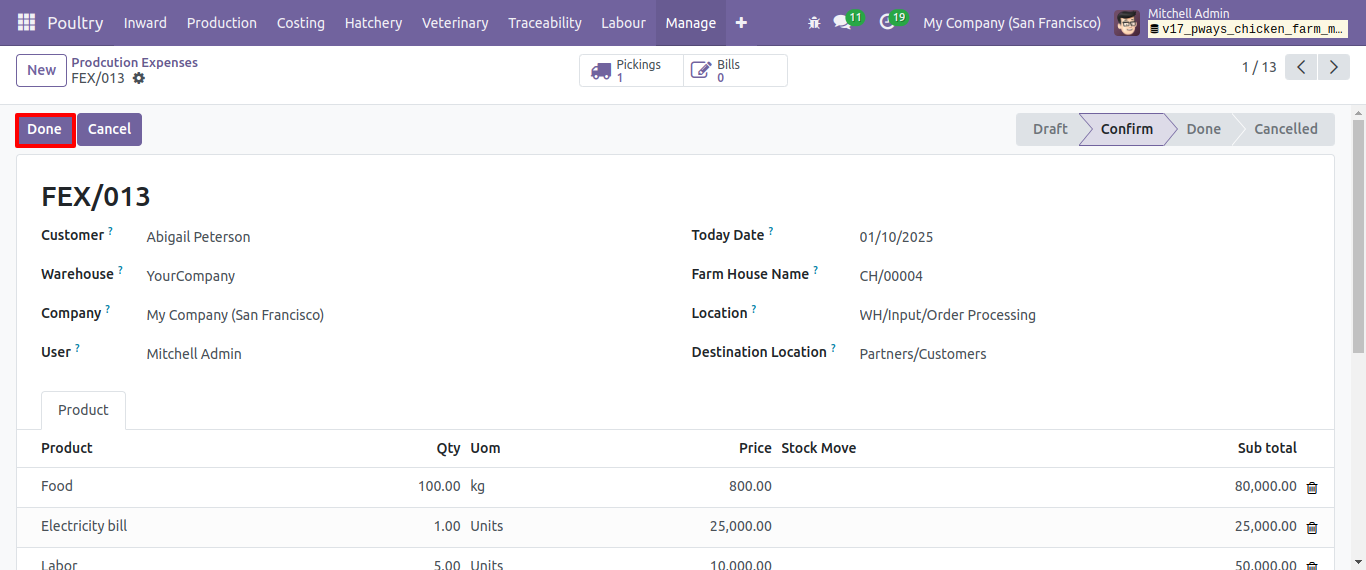 Poultry Inward Production Costing Hatchery Veterinary Traceability Labour Manage + 11 19 My Company (San Francisco) Mitchell Admin
v17_pways_chicken_farm_m…
New Prodcution Expenses
FEX/013
Pickings
1
Bills
0
1 / 13
Done Cancel Draft Confirm Done Cancelled
FEX/013
Customer ? Abigail Peterson Today Date ? 01/10/2025
Warehouse ? YourCompany Farm House Name ? CH/00004
Company ? My Company (San Francisco) Location ? WH/Input/Order Processing
User ? Mitchell Admin Destination Location ? Partners/Customers
Product
Product Qty Uom Price Stock Move Sub total
Food 100.00 kg 800.00 80,000.00
Electricity bill 1.00 Units 25,000.00 25,000.00
Labor 5.00 Units 10,000.00 50,000.00